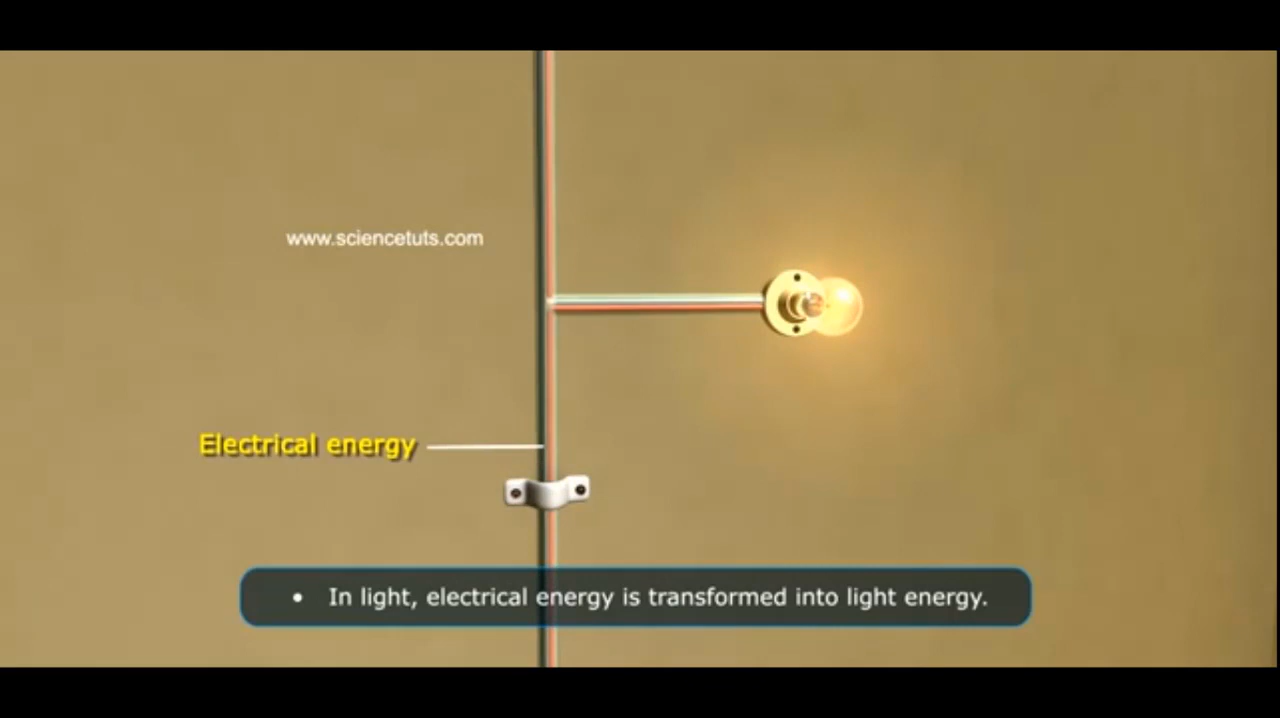 www.sciencetuts.com
Electrical energy
• In light, electrical energy is transformed into light energy.